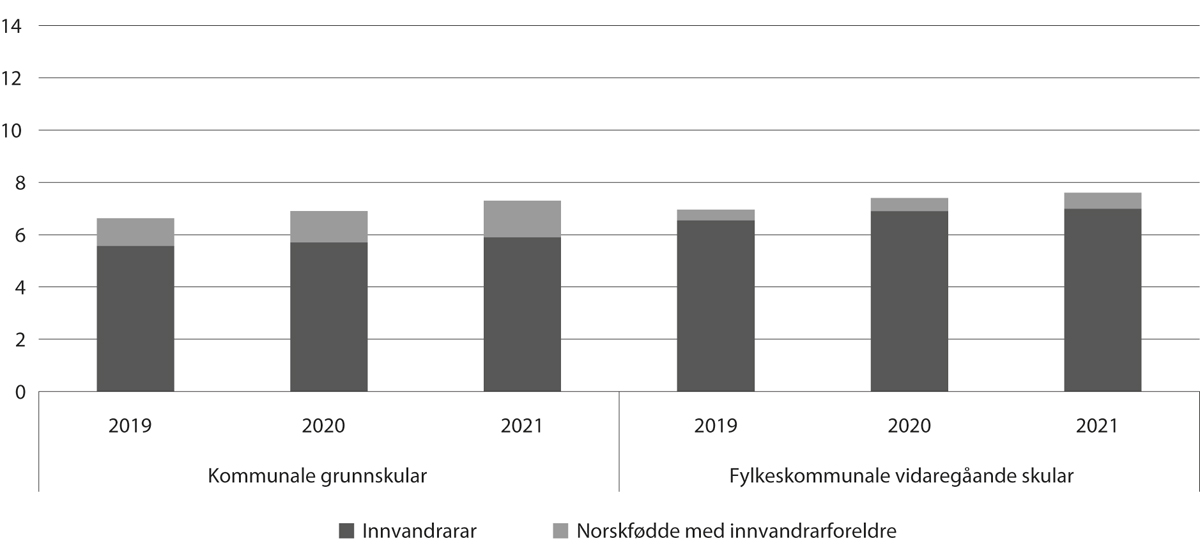 14
12
10
8
6
4
2
0
2019 2020 2021 2019 2020 2021
Kommunale grunnskular Fylkeskommunale vidaregåande skular
Innvandrarar Norskfødde med innvandrarforeldre